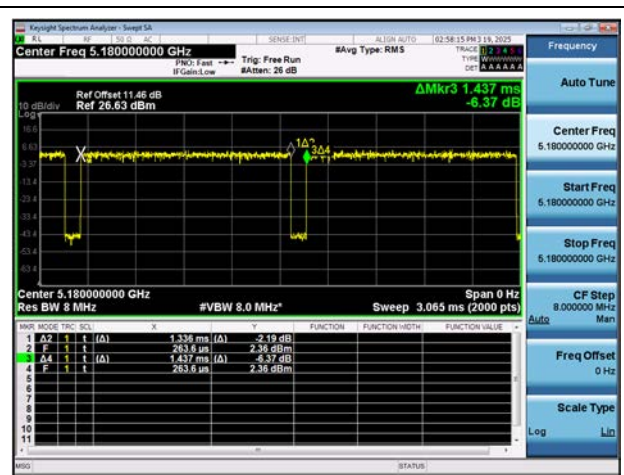 Keysight Spectrum Analyzer - Swept SA
RL RF 50 Ω AC SENSE:INT ALIGN AUTO 02:58:15 PM 3 19, 2025
Center Freq 5.180000000 GHz
PNO: Fast
IFGain:Low
Trig: Free Run
#Atten: 26 dB
#Avg Type: RMS
TRACE 1 2 3 4 5 6
TYPE
DET A A A A A A
ΔMkr3 1.437 ms
-6.37 dB
Ref Offset 11.46 dB
10 dB/div Ref 26.63 dBm
Log
16.6
6.63
-3.37
-13.4
-23.4
-33.4
-43.4
-53.4
-63.4
X
1Δ2
3Δ4
Center 5.180000000 GHz Span 0 Hz
Res BW 8 MHz #VBW 8.0 MHz* Sweep 3.065 ms (2000 pts)
MKR MODE TRC SCL X Y FUNCTION FUNCTION WIDTH FUNCTION VALUE
1 Δ2 1 t (Δ) 1.336 ms (Δ) -2.19 dB
2 F 1 t 263.6 µs 2.36 dBm
3 Δ4 1 t (Δ) 1.437 ms (Δ) -6.37 dB
4 F 1 t 263.6 µs 2.36 dBm
5
6
7
8
9
10
11
MSG STATUS
Frequency
Auto Tune
Center Freq
5.180000000 GHz
Start Freq
5.180000000 GHz
Stop Freq
5.180000000 GHz
CF Step
8.000000 MHz
Auto Man
Freq Offset
0 Hz
Scale Type
Log Lin